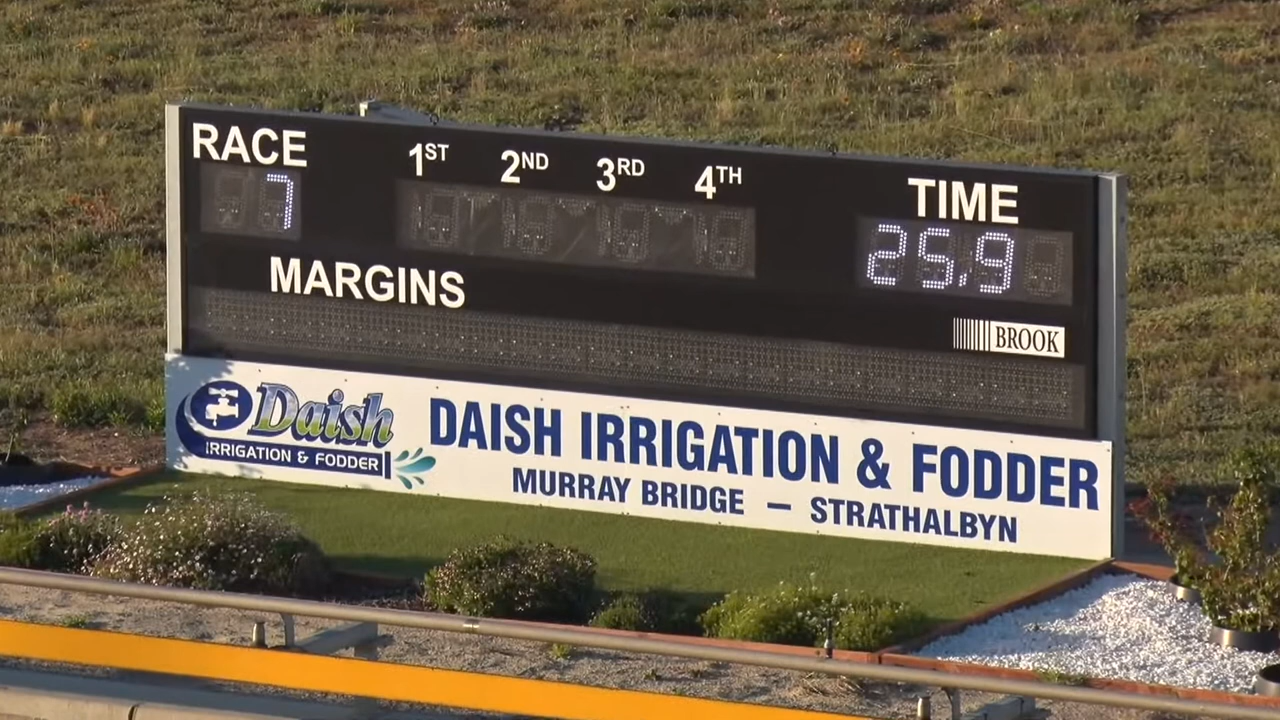 RACE 1ST 2ND 3RD 4TH TIME
7 25.9
MARGINS
BROOK
Daish
IRRIGATION & FODDER
DAISH IRRIGATION & FODDER
MURRAY BRIDGE – STRATHALBYN